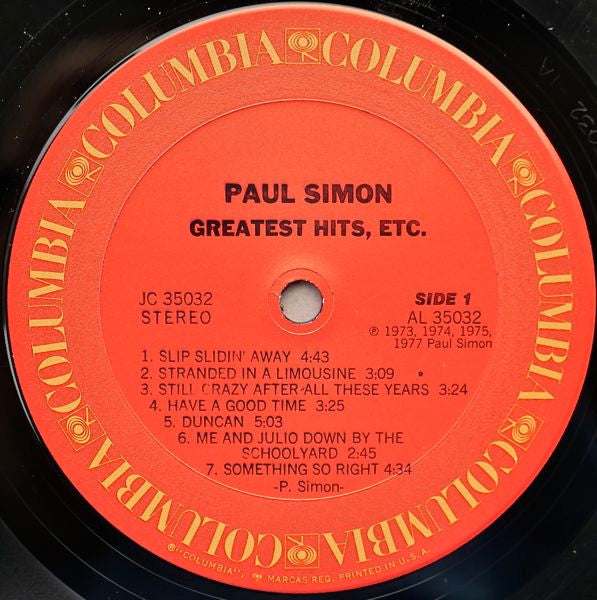 COLUMBIA COLUMBIA COLUMBIA COLUMBIA COLUMBIA COLUMBIA COLUMBIA COLUMBIA
PAUL SIMON
GREATEST HITS, ETC.
JC 35032
STEREO
SIDE 1
AL 35032
℗ 1973, 1974, 1975,
1977 Paul Simon
1. SLIP SLIDIN' AWAY 4:43
2. STRANDED IN A LIMOUSINE 3:09
3. STILL CRAZY AFTER ALL THESE YEARS 3:24
4. HAVE A GOOD TIME 3:25
5. DUNCAN 5:03
6. ME AND JULIO DOWN BY THE
SCHOOLYARD 2:45
7. SOMETHING SO RIGHT 4:34
-P. Simon-
®"COLUMBIA", MARCAS REG. PRINTED IN U.S.A.